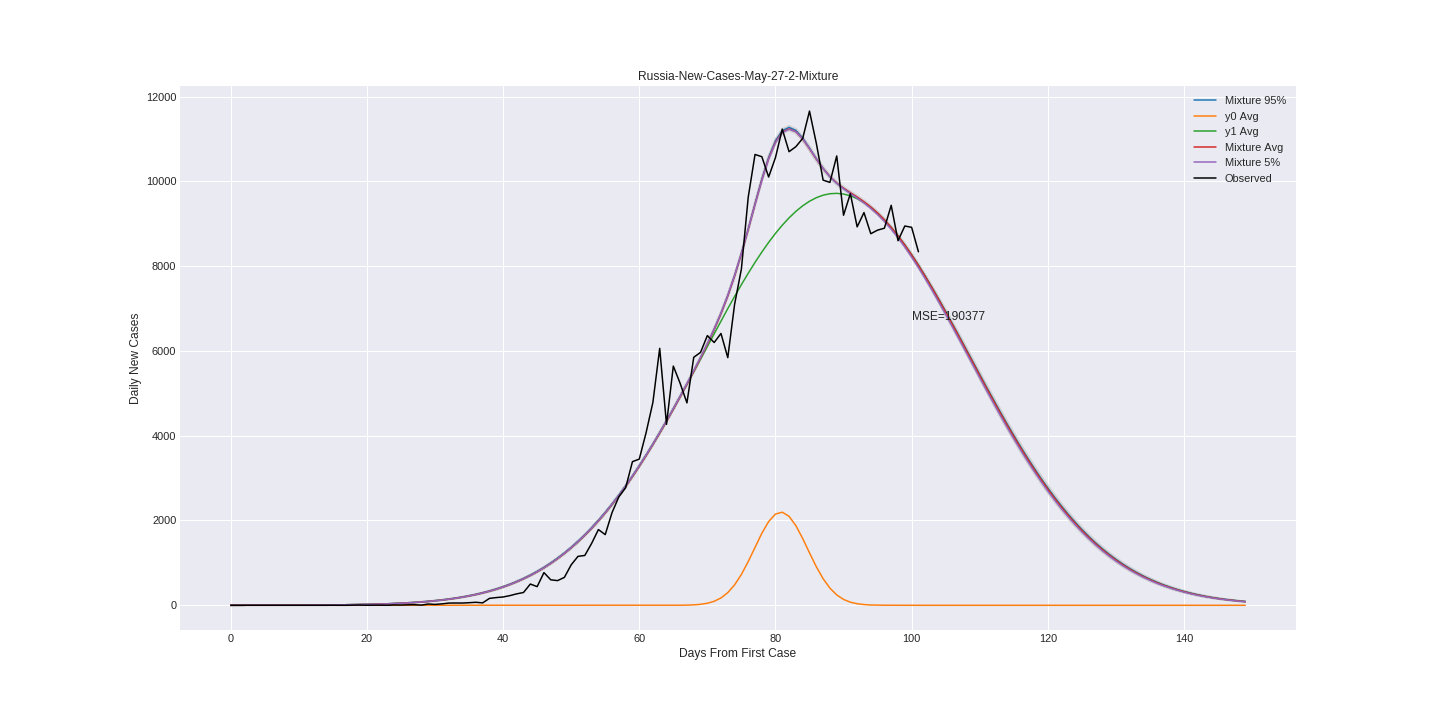 Russia-New-Cases-May-27-2-Mixture
12000
10000
8000
6000
4000
2000
0
Daily New Cases
Mixture 95%
y0 Avg
y1 Avg
Mixture Avg
Mixture 5%
Observed
MSE=190377
0 20 40 60 80 100 120 140
Days From First Case